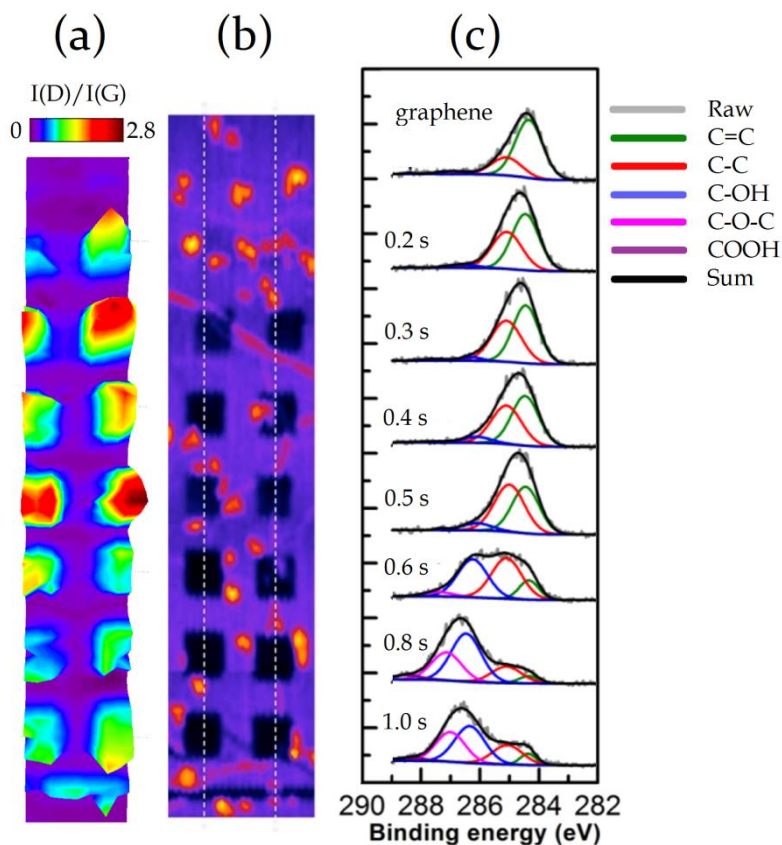 (a)
(b)
(c)
I(D)/I(G)
0
2.8
graphene
0.2 s
0.3 s
0.4 s
0.5 s
0.6 s
0.8 s
1.0 s
290 288 286 284 282
Binding energy (eV)
Raw
C=C
C-C
C-OH
C-O-C
COOH
Sum